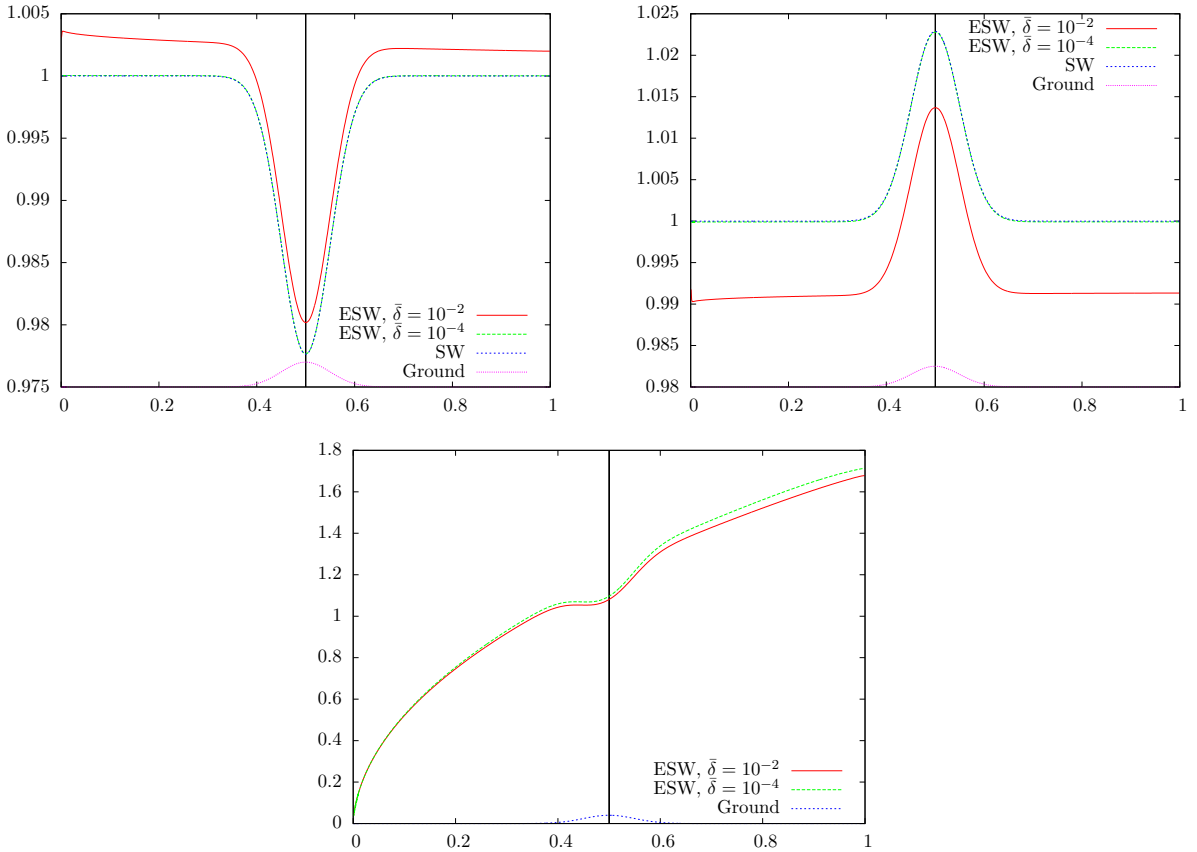 1.005
1
0.995
0.99
0.985
0.98
0.975
0 0.2 0.4 0.6 0.8 1
ESW, δ̄ = 10⁻²
ESW, δ̄ = 10⁻⁴
SW
Ground
1.025
1.02
1.015
1.01
1.005
1
0.995
0.99
0.985
0.98
0 0.2 0.4 0.6 0.8 1
ESW, δ̄ = 10⁻²
ESW, δ̄ = 10⁻⁴
SW
Ground
1.8
1.6
1.4
1.2
1
0.8
0.6
0.4
0.2
0
0 0.2 0.4 0.6 0.8 1
ESW, δ̄ = 10⁻²
ESW, δ̄ = 10⁻⁴
Ground